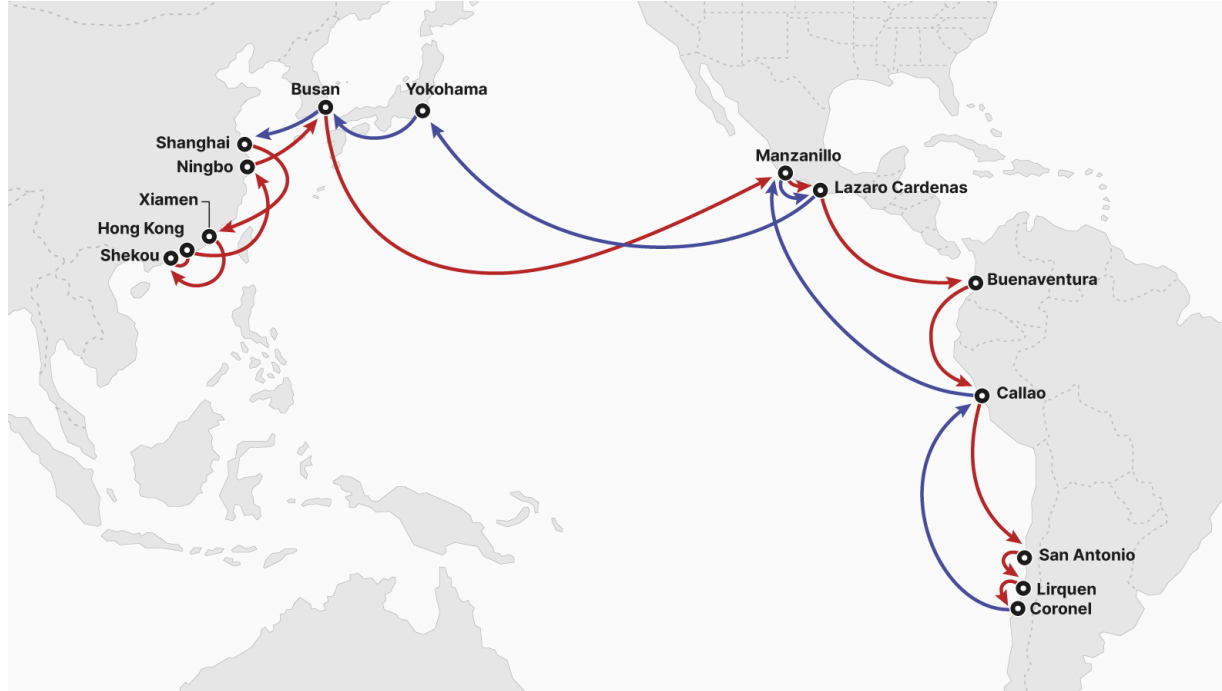 Busan
Yokohama
Shanghai
Ningbo
Xiamen
Hong Kong
Shekou
Manzanillo
Lazaro Cardenas
Buenaventura
Callao
San Antonio
Lirquen
Coronel